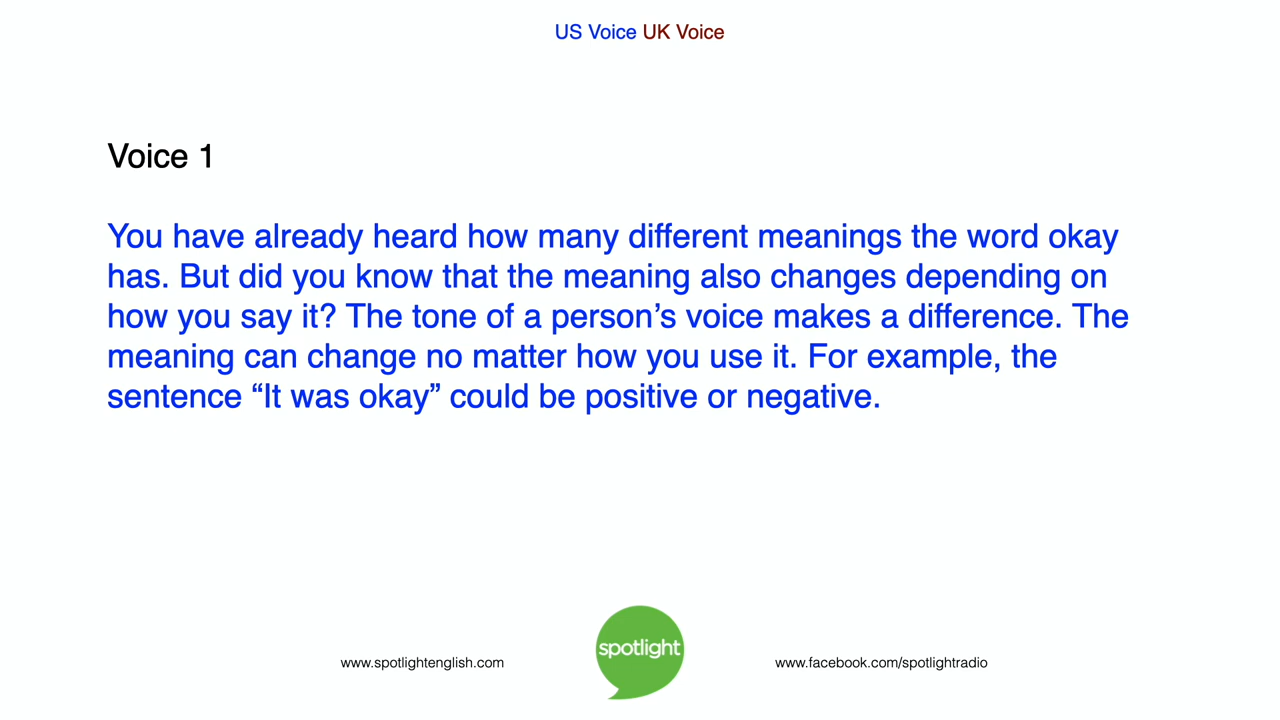 US Voice UK Voice
Voice 1
You have already heard how many different meanings the word okay
has. But did you know that the meaning also changes depending on
how you say it? The tone of a person’s voice makes a difference. The
meaning can change no matter how you use it. For example, the
sentence “It was okay” could be positive or negative.
www.spotlightenglish.com
spotlight
www.facebook.com/spotlightradio